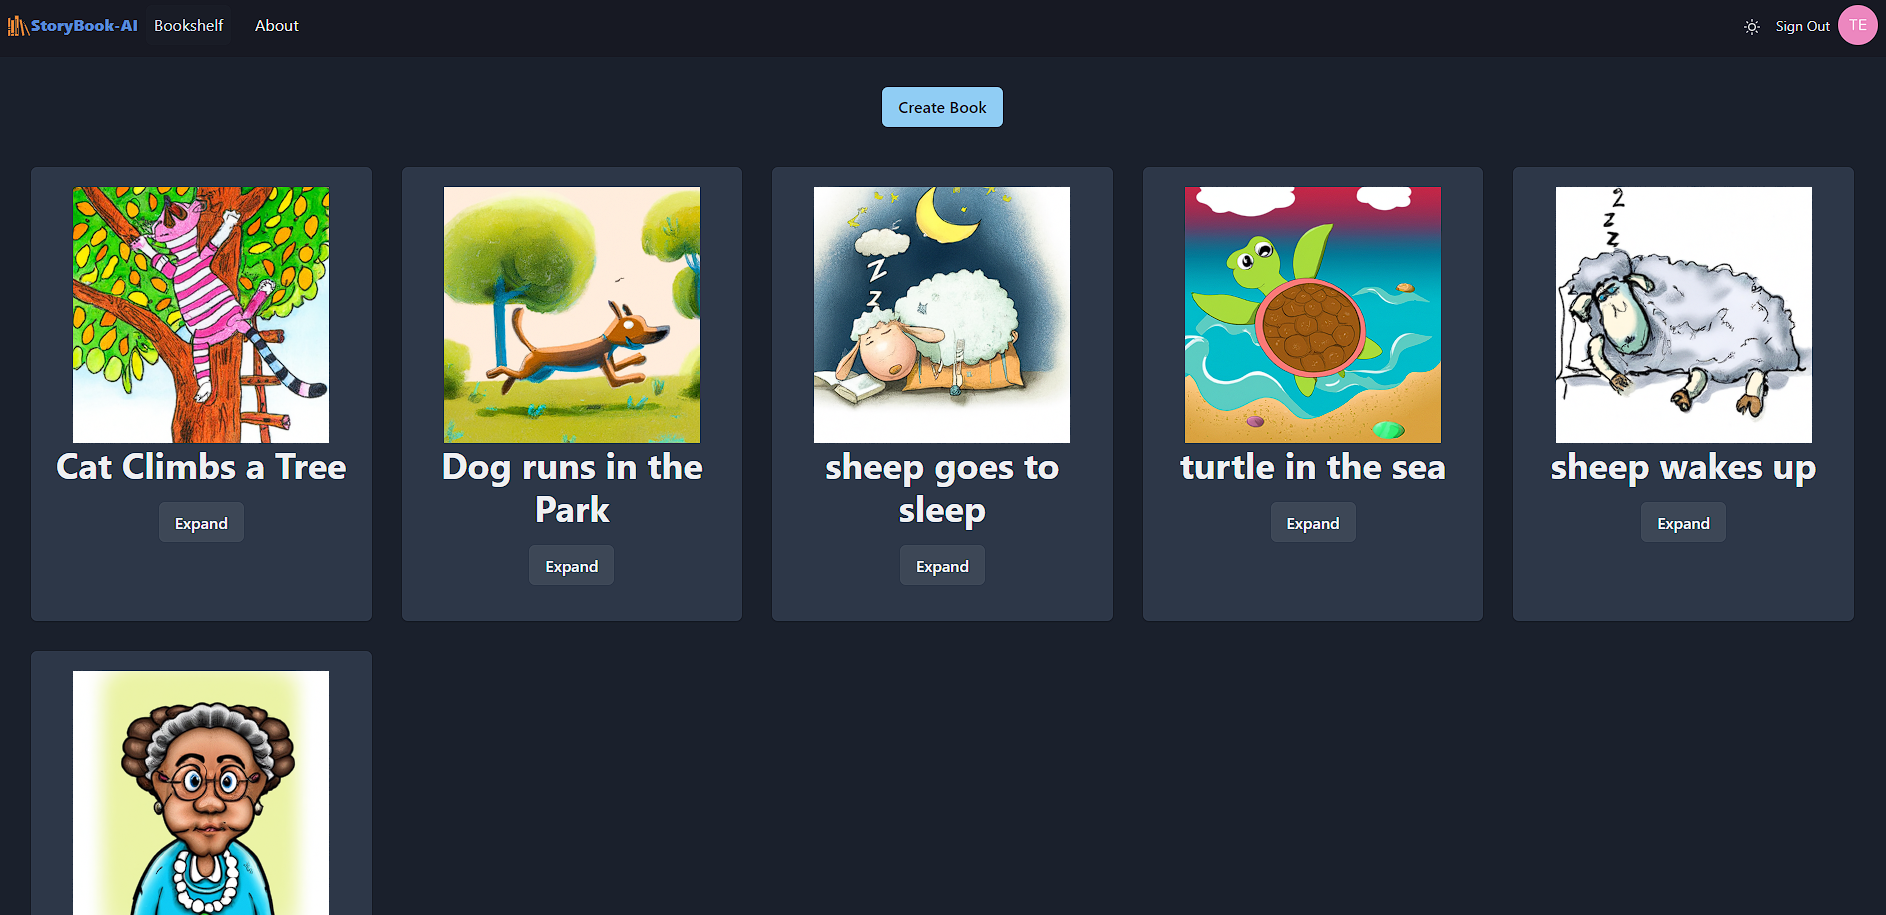 StoryBook-AI Bookshelf About Sign Out TE
Create Book
Z
Z
Z
2
Z
Z
Cat Climbs a Tree
Expand
Dog runs in the
Park
Expand
sheep goes to
sleep
Expand
turtle in the sea
Expand
sheep wakes up
Expand